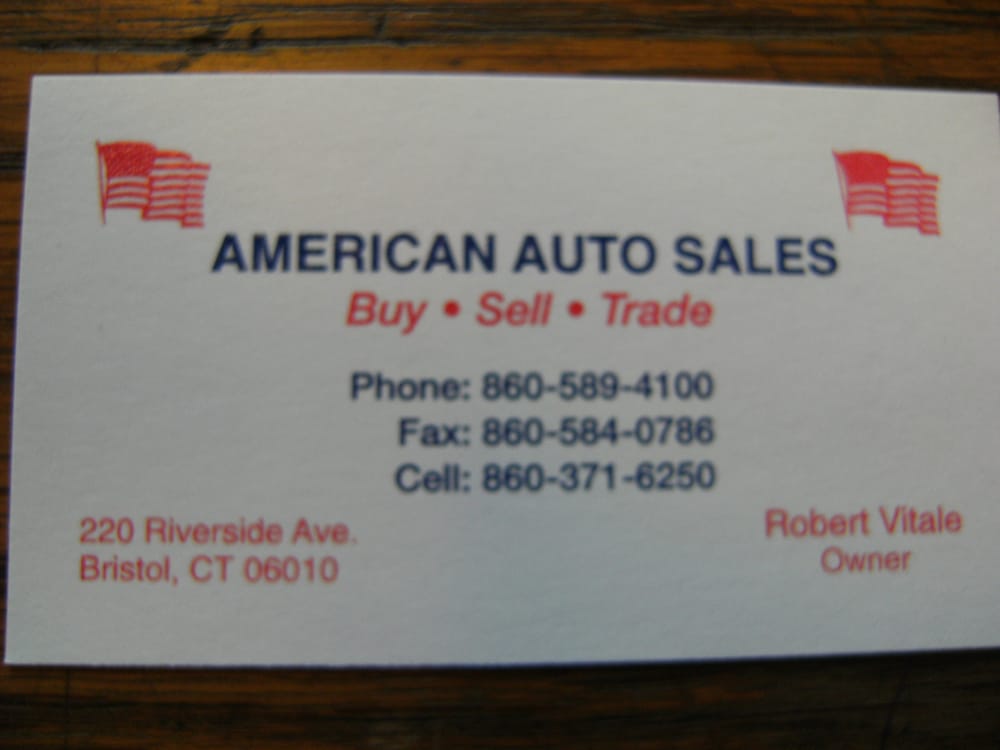 AMERICAN AUTO SALES
Buy • Sell • Trade
Phone: 860-589-4100
Fax: 860-584-0786
Cell: 860-371-6250
220 Riverside Ave.
Bristol, CT 06010
Robert Vitale
Owner